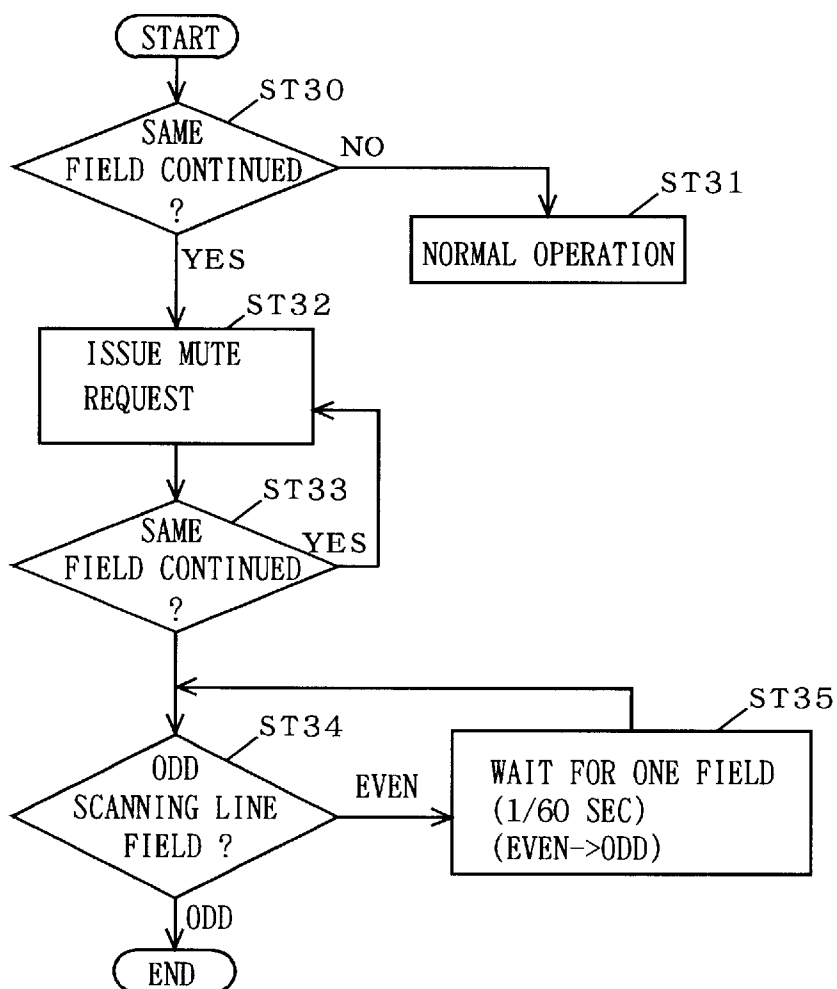 START
ST30
SAME
FIELD CONTINUED
?
NO
ST31
NORMAL OPERATION
YES
ST32
ISSUE MUTE
REQUEST
ST33
SAME
FIELD CONTINUED
?
YES
ST34
ODD
SCANNING LINE
FIELD ?
EVEN
ST35
WAIT FOR ONE FIELD
(1/60 SEC)
(EVEN->ODD)
ODD
END